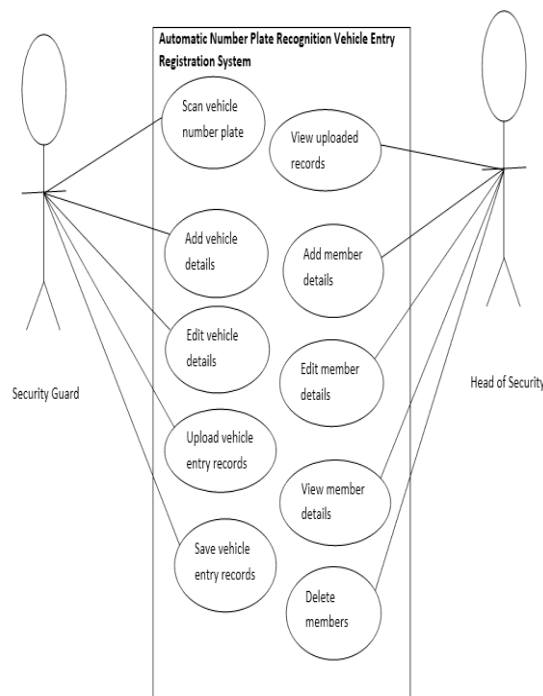 Automatic Number Plate Recognition Vehicle Entry
Registration System
Scan vehicle
number plate
View uploaded
records
Add vehicle
details
Add member
details
Edit vehicle
details
Edit member
details
Security Guard
Head of Security
Upload vehicle
entry records
View member
details
Save vehicle
entry records
Delete
members